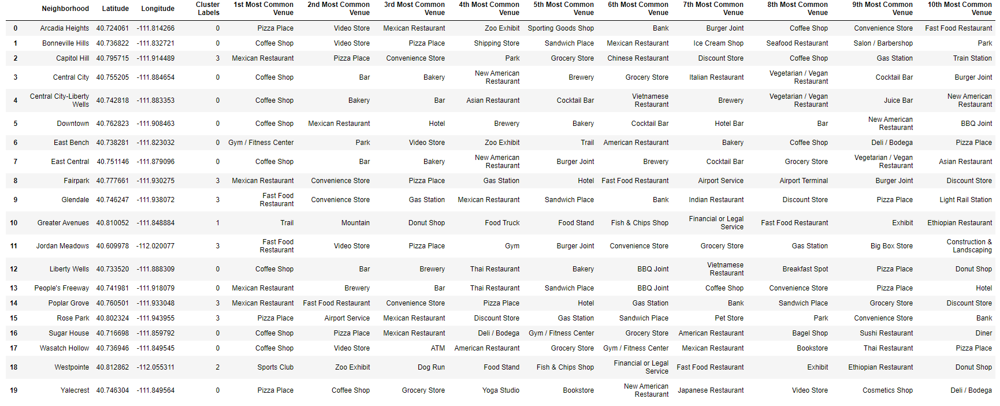 Neighborhood Latitude Longitude Cluster Labels 1st Most Common Venue 2nd Most Common Venue 3rd Most Common Venue 4th Most Common Venue 5th Most Common Venue 6th Most Common Venue 7th Most Common Venue 8th Most Common Venue 9th Most Common Venue 10th Most Common Venue
0 Arcadia Heights 40.724061 -111.814266 0 Pizza Place Video Store Mexican Restaurant Zoo Exhibit Sporting Goods Shop Bank Burger Joint Coffee Shop Convenience Store Fast Food Restaurant
1 Bonneville Hills 40.736822 -111.832721 0 Coffee Shop Video Store Pizza Place Shipping Store Sandwich Place Mexican Restaurant Ice Cream Shop Seafood Restaurant Salon / Barbershop Park
2 Capitol Hill 40.795715 -111.914489 3 Mexican Restaurant Pizza Place Convenience Store Park Grocery Store Chinese Restaurant Discount Store Coffee Shop Gas Station Train Station
3 Central City 40.755205 -111.884654 0 Coffee Shop Bar Bakery New American Restaurant Brewery Grocery Store Italian Restaurant Vegetarian / Vegan Restaurant Cocktail Bar Burger Joint
4 Central City-Liberty Wells 40.742818 -111.883353 0 Coffee Shop Bakery Bar Asian Restaurant Cocktail Bar Vietnamese Restaurant Brewery Vegetarian / Vegan Restaurant Juice Bar New American Restaurant
5 Downtown 40.762823 -111.908463 0 Coffee Shop Mexican Restaurant Hotel Brewery Bakery Cocktail Bar Hotel Bar Bar New American Restaurant BBQ Joint
6 East Bench 40.738281 -111.823032 0 Gym / Fitness Center Park Video Store Zoo Exhibit Trail American Restaurant Bakery Coffee Shop Deli / Bodega Pizza Place
7 East Central 40.751146 -111.879096 0 Coffee Shop Bar Bakery New American Restaurant Burger Joint Brewery Cocktail Bar Grocery Store Vegetarian / Vegan Restaurant Asian Restaurant
8 Fairpark 40.777661 -111.930275 3 Mexican Restaurant Convenience Store Pizza Place Gas Station Hotel Fast Food Restaurant Airport Service Airport Terminal Burger Joint Discount Store
9 Glendale 40.746247 -111.938072 3 Fast Food Restaurant Convenience Store Gas Station Mexican Restaurant Sandwich Place Bank Indian Restaurant Discount Store Pizza Place Light Rail Station
10 Greater Avenues 40.810052 -111.848884 1 Trail Mountain Donut Shop Food Truck Food Stand Fish & Chips Shop Financial or Legal Service Fast Food Restaurant Exhibit Ethiopian Restaurant
11 Jordan Meadows 40.609978 -112.020077 3 Fast Food Restaurant Video Store Pizza Place Gym Burger Joint Convenience Store Grocery Store Gas Station Big Box Store Construction & Landscaping
12 Liberty Wells 40.733520 -111.888309 0 Coffee Shop Bar Brewery Thai Restaurant Bakery BBQ Joint Vietnamese Restaurant Breakfast Spot Pizza Place Donut Shop
13 People's Freeway 40.741981 -111.918079 0 Mexican Restaurant Brewery Bar Thai Restaurant Sandwich Place BBQ Joint Coffee Shop Convenience Store Pizza Place Hotel
14 Poplar Grove 40.760501 -111.933048 3 Mexican Restaurant Fast Food Restaurant Convenience Store Pizza Place Hotel Gas Station Bank Sandwich Place Grocery Store Discount Store
15 Rose Park 40.802324 -111.943955 3 Pizza Place Airport Service Mexican Restaurant Discount Store Gas Station Sandwich Place Pet Store Park Convenience Store Bank
16 Sugar House 40.716698 -111.859792 0 Coffee Shop Pizza Place Mexican Restaurant Deli / Bodega Gym / Fitness Center Grocery Store American Restaurant Bagel Shop Sushi Restaurant Diner
17 Wasatch Hollow 40.736946 -111.849545 0 Coffee Shop Video Store ATM American Restaurant Grocery Store Gym / Fitness Center Mexican Restaurant Bookstore Thai Restaurant Pizza Place
18 Westpointe 40.812862 -112.055311 2 Sports Club Zoo Exhibit Dog Run Food Stand Fish & Chips Shop Financial or Legal Service Fast Food Restaurant Exhibit Ethiopian Restaurant Donut Shop
19 Yalecrest 40.746304 -111.849564 0 Pizza Place Coffee Shop Grocery Store Yoga Studio Bookstore New American Restaurant Japanese Restaurant Video Store Cosmetics Shop Deli / Bodega